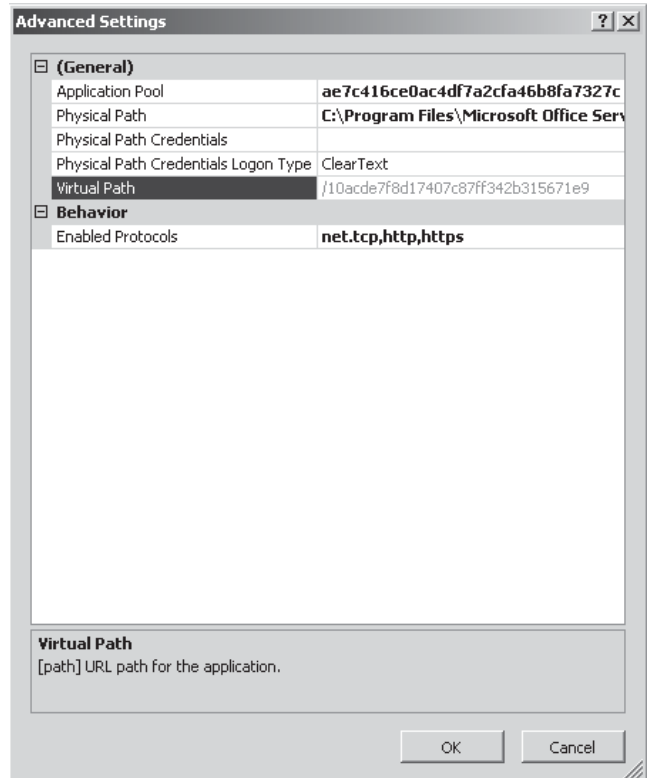 Advanced Settings
(General)
Application Pool ae7c416ce0ac4df7a2cfa46b8fa7327c
Physical Path C:\Program Files\Microsoft Office Serv
Physical Path Credentials
Physical Path Credentials Logon Type ClearText
Virtual Path /10acde7f8d17407c87ff342b315671e9
Behavior
Enabled Protocols net.tcp,http,https
Virtual Path
[path] URL path for the application.
OK Cancel